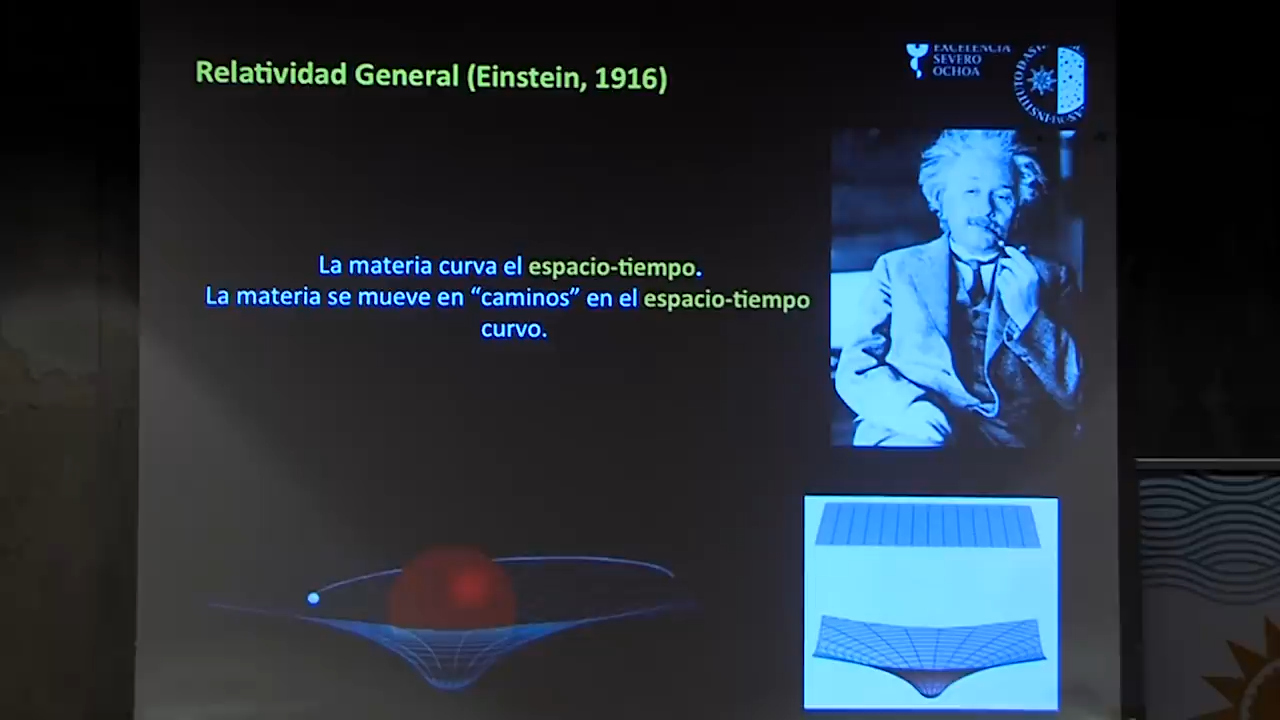 Relatividad General (Einstein, 1916)
EXCELENCIA
SEVERO
OCHOA
La materia curva el espacio-tiempo.
La materia se mueve en “caminos” en el espacio-tiempo
curvo.